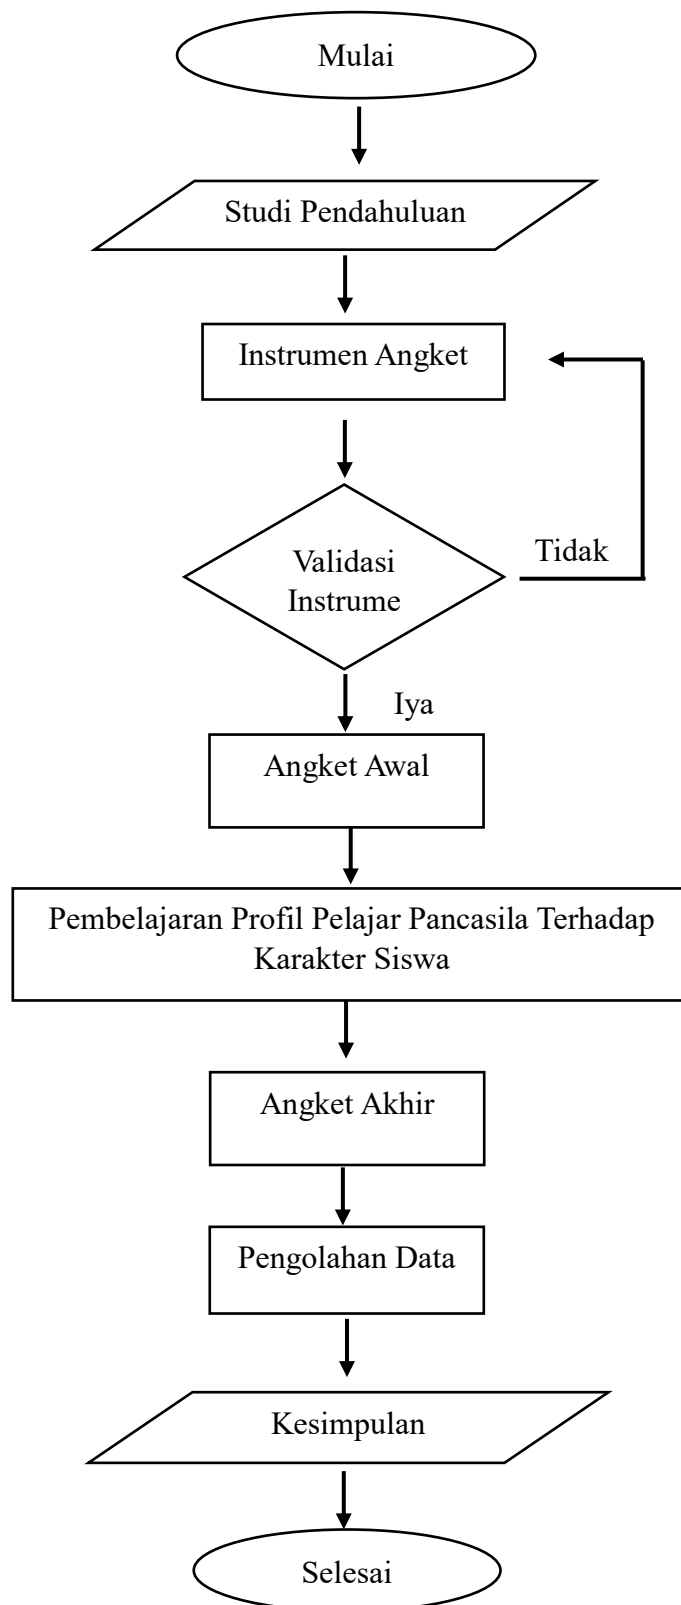 Mulai
Studi Pendahuluan
Instrumen Angket
Validasi
Instrume
Tidak
Iya
Angket Awal
Pembelajaran Profil Pelajar Pancasila Terhadap
Karakter Siswa
Angket Akhir
Pengolahan Data
Kesimpulan
Selesai